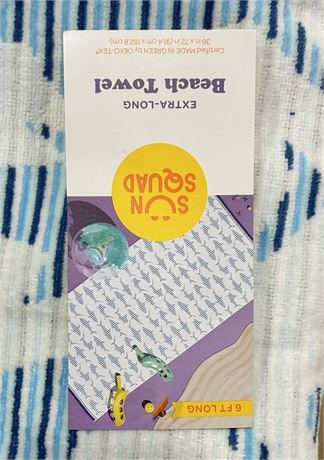 6 FT LONG
SUN
SQUAD
EXTRA-LONG
Beach Towel
Certified MADE IN GREEN by OEKO-TEX®
36 in x 72 in (91.4 cm x 182.8 cm)